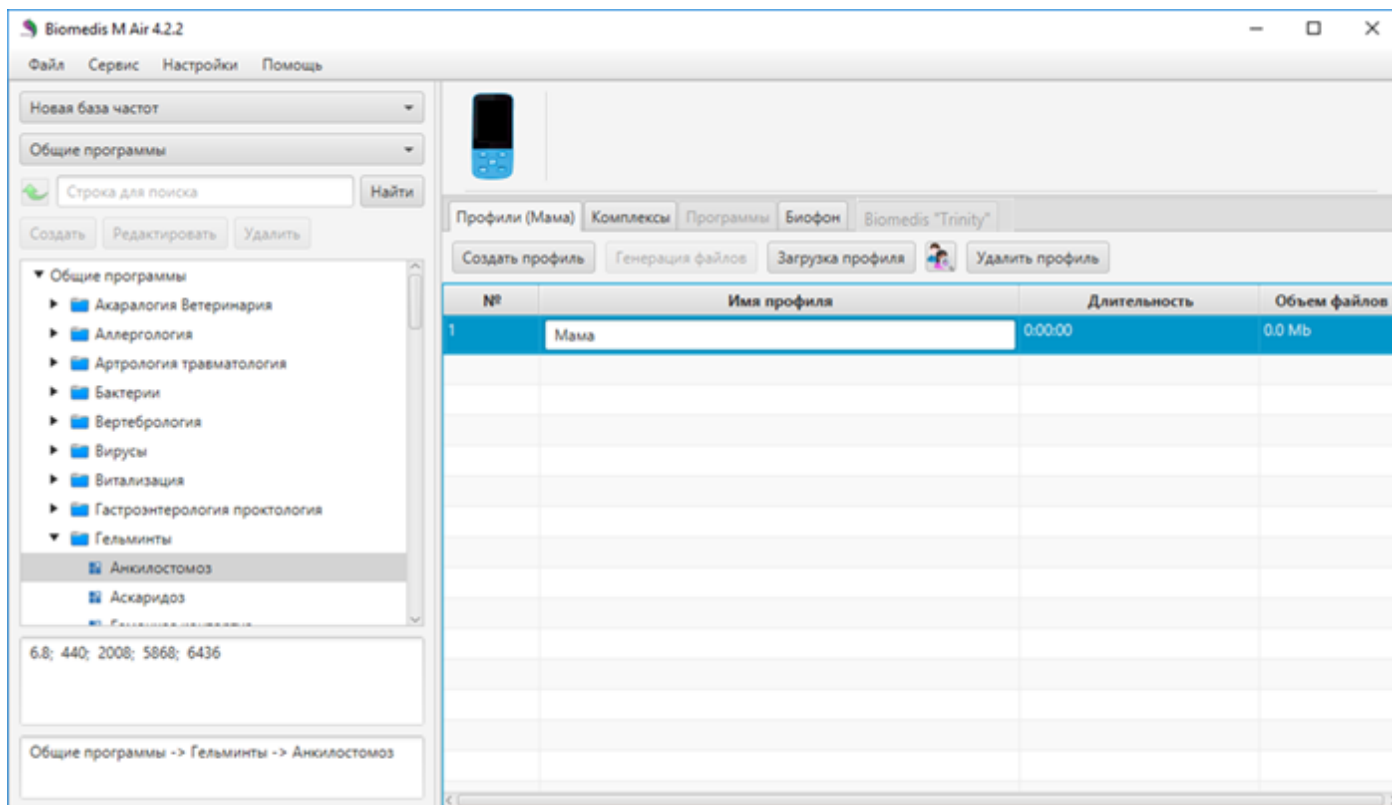 Biomedis M Air 4.2.2
Файл Сервис Настройки Помощь
Новая база частот
Общие программы
Строка для поиска Найти
Создать Редактировать Удалить
Общие программы
Акаралогия Ветеринария
Аллергология
Артрология травматология
Бактерии
Вертебрология
Вирусы
Витализация
Гастроэнтерология проктология
Гельминты
Анкилостомоз
Аскаридоз
6.8; 440; 2008; 5868; 6436
Общие программы -> Гельминты -> Анкилостомоз
Профили (Мама) Комплексы Программы Биофон Biomedis "Trinity"
Создать профиль Генерация файлов Загрузка профиля Удалить профиль
№ Имя профиля Длительность Объем файлов
1 Мама 0:00:00 0.0 Mb